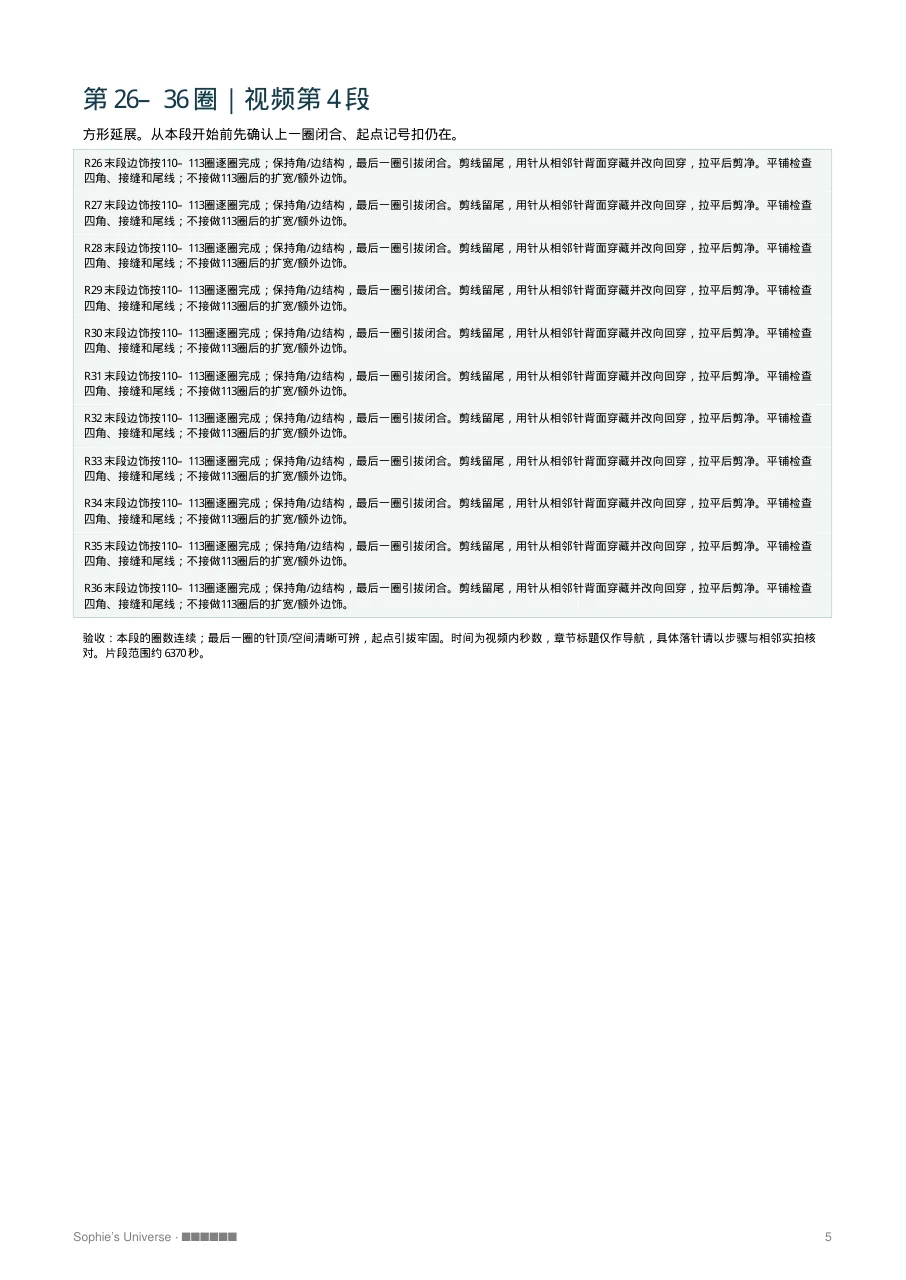 第 26– 36 圈｜视频第 4 段
方形延展。从本段开始前先确认上一圈闭合、起点记号扣仍在。
R26 末段边饰按110– 113圈逐圈完成；保持角/边结构，最后一圈引拔闭合。剪线留尾，用针从相邻针背面穿藏并改向回穿，拉平后剪净。平铺检查
四角、接缝和尾线；不接做113圈后的扩宽/额外边饰。
R27 末段边饰按110– 113圈逐圈完成；保持角/边结构，最后一圈引拔闭合。剪线留尾，用针从相邻针背面穿藏并改向回穿，拉平后剪净。平铺检查
四角、接缝和尾线；不接做113圈后的扩宽/额外边饰。
R28 末段边饰按110– 113圈逐圈完成；保持角/边结构，最后一圈引拔闭合。剪线留尾，用针从相邻针背面穿藏并改向回穿，拉平后剪净。平铺检查
四角、接缝和尾线；不接做113圈后的扩宽/额外边饰。
R29 末段边饰按110– 113圈逐圈完成；保持角/边结构，最后一圈引拔闭合。剪线留尾，用针从相邻针背面穿藏并改向回穿，拉平后剪净。平铺检查
四角、接缝和尾线；不接做113圈后的扩宽/额外边饰。
R30 末段边饰按110– 113圈逐圈完成；保持角/边结构，最后一圈引拔闭合。剪线留尾，用针从相邻针背面穿藏并改向回穿，拉平后剪净。平铺检查
四角、接缝和尾线；不接做113圈后的扩宽/额外边饰。
R31 末段边饰按110– 113圈逐圈完成；保持角/边结构，最后一圈引拔闭合。剪线留尾，用针从相邻针背面穿藏并改向回穿，拉平后剪净。平铺检查
四角、接缝和尾线；不接做113圈后的扩宽/额外边饰。
R32 末段边饰按110– 113圈逐圈完成；保持角/边结构，最后一圈引拔闭合。剪线留尾，用针从相邻针背面穿藏并改向回穿，拉平后剪净。平铺检查
四角、接缝和尾线；不接做113圈后的扩宽/额外边饰。
R33 末段边饰按110– 113圈逐圈完成；保持角/边结构，最后一圈引拔闭合。剪线留尾，用针从相邻针背面穿藏并改向回穿，拉平后剪净。平铺检查
四角、接缝和尾线；不接做113圈后的扩宽/额外边饰。
R34 末段边饰按110– 113圈逐圈完成；保持角/边结构，最后一圈引拔闭合。剪线留尾，用针从相邻针背面穿藏并改向回穿，拉平后剪净。平铺检查
四角、接缝和尾线；不接做113圈后的扩宽/额外边饰。
R35 末段边饰按110– 113圈逐圈完成；保持角/边结构，最后一圈引拔闭合。剪线留尾，用针从相邻针背面穿藏并改向回穿，拉平后剪净。平铺检查
四角、接缝和尾线；不接做113圈后的扩宽/额外边饰。
R36 末段边饰按110– 113圈逐圈完成；保持角/边结构，最后一圈引拔闭合。剪线留尾，用针从相邻针背面穿藏并改向回穿，拉平后剪净。平铺检查
四角、接缝和尾线；不接做113圈后的扩宽/额外边饰。
验收：本段的圈数连续；最后一圈的针顶/空间清晰可辨，起点引拔牢固。时间为视频内秒数，章节标题仅作导航，具体落针请以步骤与相邻实拍核
对。片段范围约 6370 秒。
Sophie's Universe · ■■■■■■
5